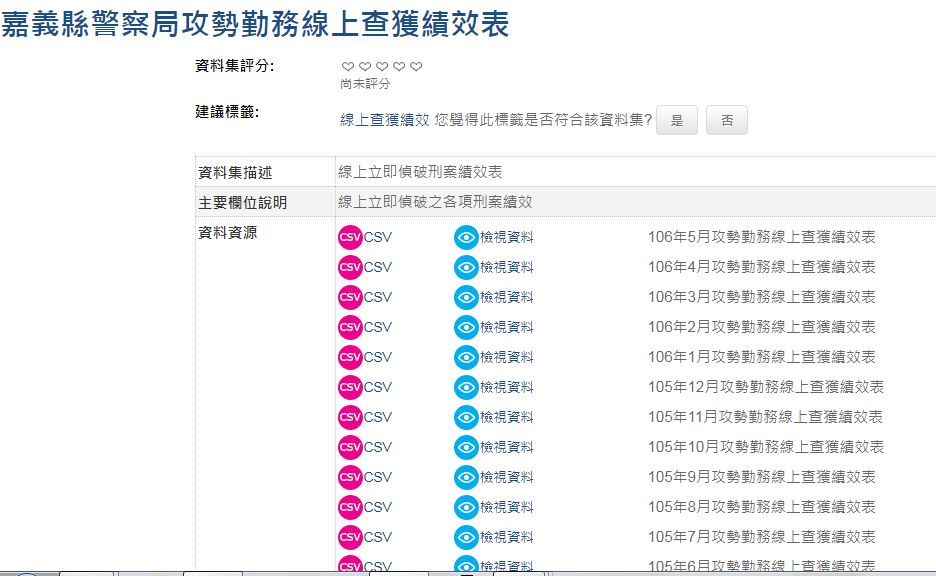 嘉義縣警察局攻勢勤務線上查獲績效表
資料集評分:
尚未評分
建議標籤:
線上查獲績效 您覺得此標籤是否符合該資料集? 是 否
資料集描述 線上立即偵破刑案績效表
主要欄位說明 線上立即偵破之各項刑案績效
資料資源 CSV CSV 檢視資料 106年5月攻勢勤務線上查獲績效表
CSV CSV 檢視資料 106年4月攻勢勤務線上查獲績效表
CSV CSV 檢視資料 106年3月攻勢勤務線上查獲績效表
CSV CSV 檢視資料 106年2月攻勢勤務線上查獲績效表
CSV CSV 檢視資料 106年1月攻勢勤務線上查獲績效表
CSV CSV 檢視資料 105年12月攻勢勤務線上查獲績效表
CSV CSV 檢視資料 105年11月攻勢勤務線上查獲績效表
CSV CSV 檢視資料 105年10月攻勢勤務線上查獲績效表
CSV CSV 檢視資料 105年9月攻勢勤務線上查獲績效表
CSV CSV 檢視資料 105年8月攻勢勤務線上查獲績效表
CSV CSV 檢視資料 105年7月攻勢勤務線上查獲績效表
CSV CSV 檢視資料 105年6月攻勢勤務線上查獲績效表